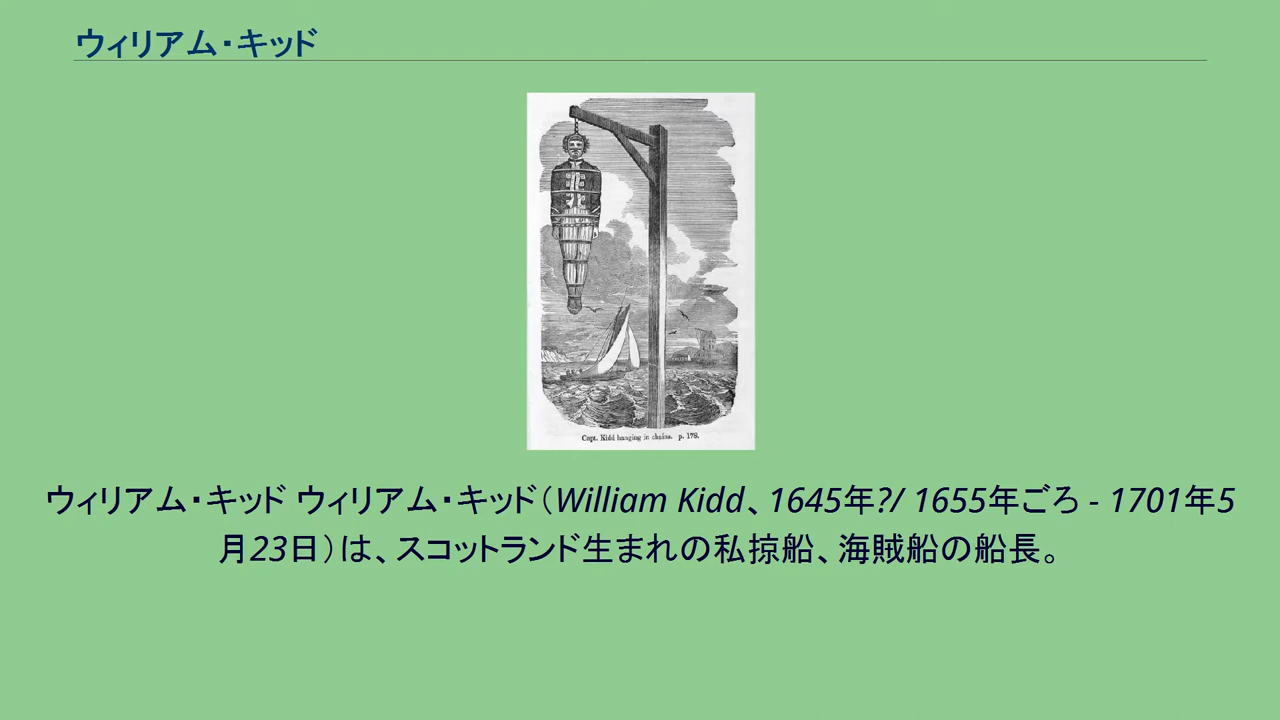 ウィリアム・キッド
Capt. Kidd hanging in chains. p. 178.
ウィリアム・キッド ウィリアム・キッド（William Kidd、1645年?/ 1655年ごろ - 1701年5
月23日）は、スコットランド生まれの私掠船、海賊船の船長。